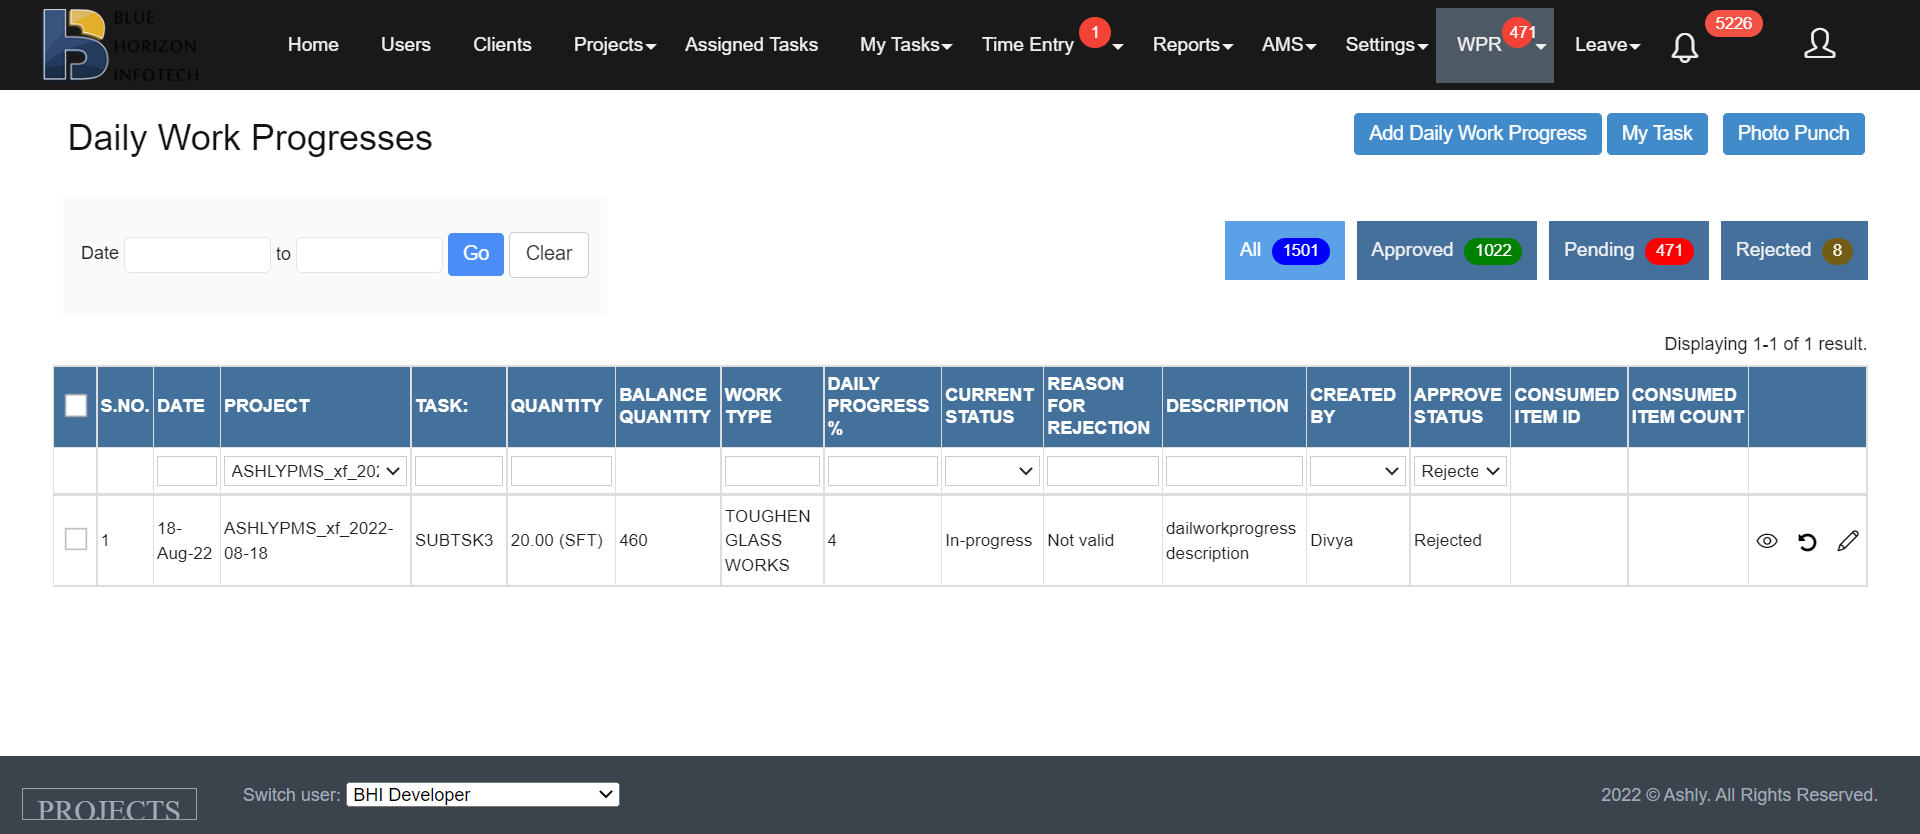 BLUE
HORIZON
INFOTECH
Home Users Clients Projects Assigned Tasks My Tasks Time Entry 1 Reports AMS Settings WPR 471 Leave 5226
Daily Work Progresses
Add Daily Work Progress My Task Photo Punch
Date to Go Clear
All 1501 Approved 1022 Pending 471 Rejected 8
Displaying 1-1 of 1 result.
S.NO. DATE PROJECT TASK: QUANTITY BALANCE QUANTITY WORK TYPE DAILY PROGRESS % CURRENT STATUS REASON FOR REJECTION DESCRIPTION CREATED BY APPROVE STATUS CONSUMED ITEM ID CONSUMED ITEM COUNT
ASHLYPMS_xf_202 Rejecte
1 18-Aug-22 ASHLYPMS_xf_2022-08-18 SUBTSK3 20.00 (SFT) 460 TOUGHEN GLASS WORKS 4 In-progress Not valid dailworkprogress description Divya Rejected
PROJECTS Switch user: BHI Developer 2022 © Ashly. All Rights Reserved.